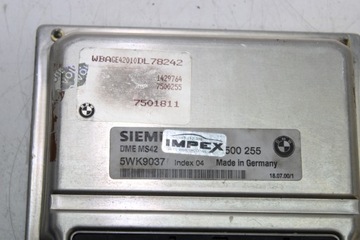 WBAGE42010DL78242
1429764
7500255
7501811
SIEME
IMPEX
500 255
DME MS42
5WK9037 Index 04 Made in Germany
18.07.00/1